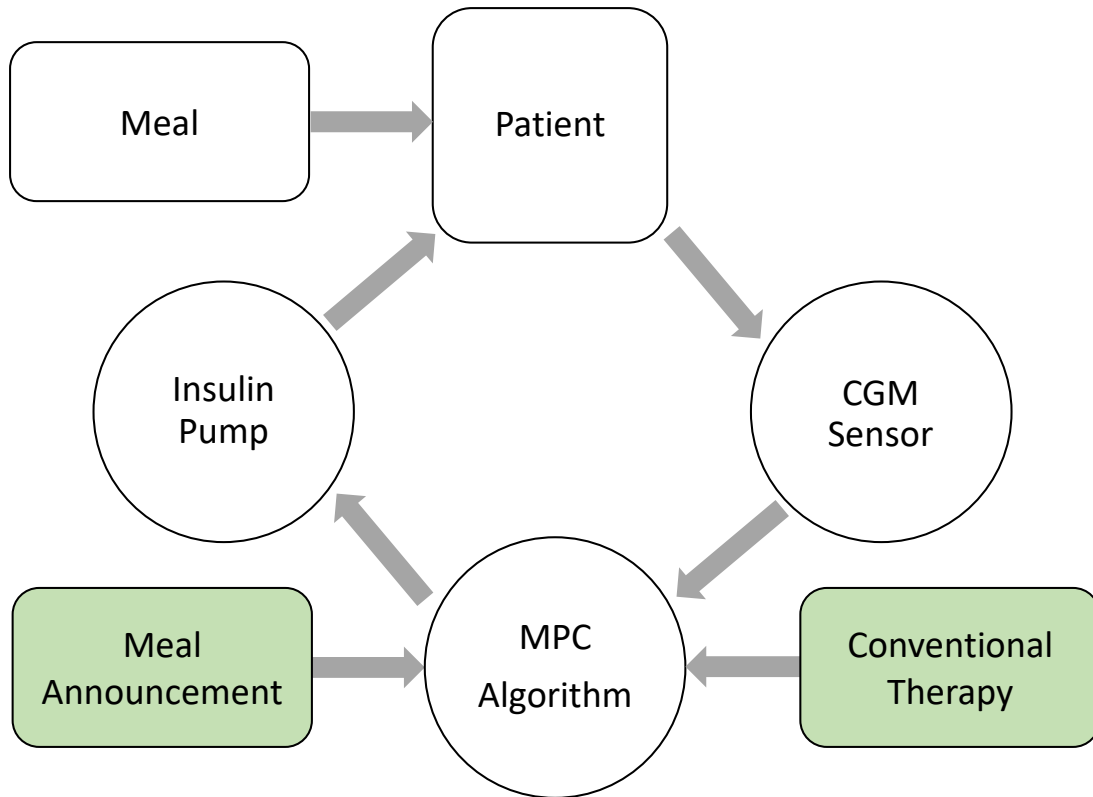 Meal
Patient
Insulin
Pump
CGM
Sensor
Meal
Announcement
MPC
Algorithm
Conventional
Therapy